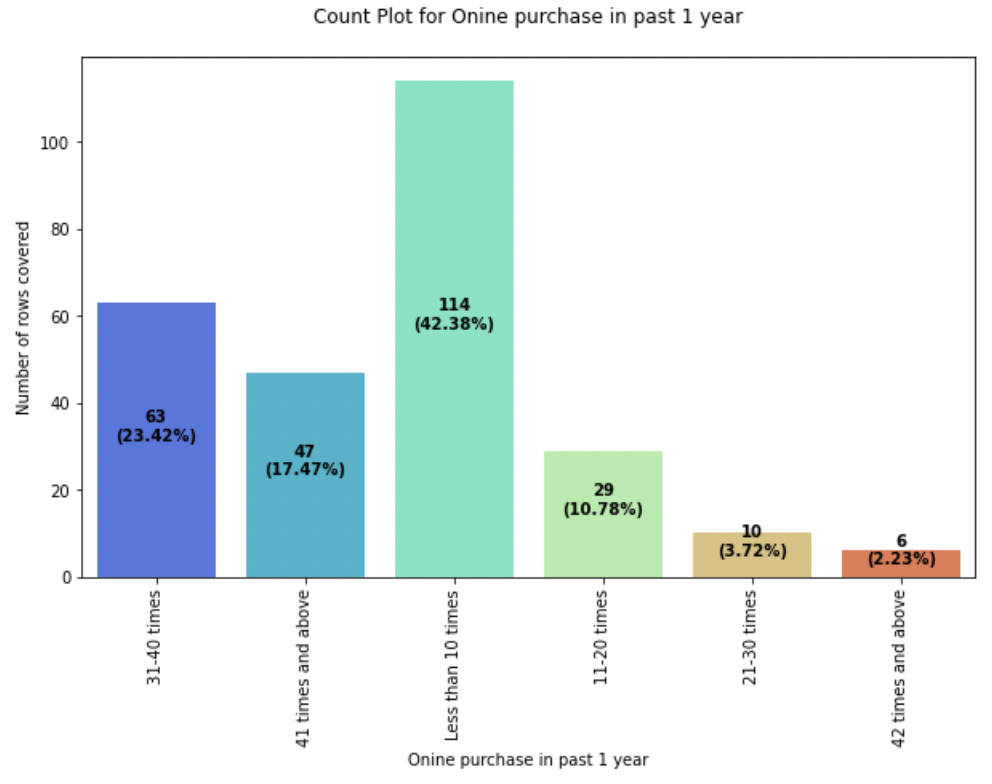 Count Plot for Onine purchase in past 1 year
Number of rows covered
100
80
60
40
20
0
63
(23.42%)
47
(17.47%)
114
(42.38%)
29
(10.78%)
10
(3.72%)
6
(2.23%)
31-40 times
41 times and above
Less than 10 times
11-20 times
21-30 times
42 times and above
Onine purchase in past 1 year